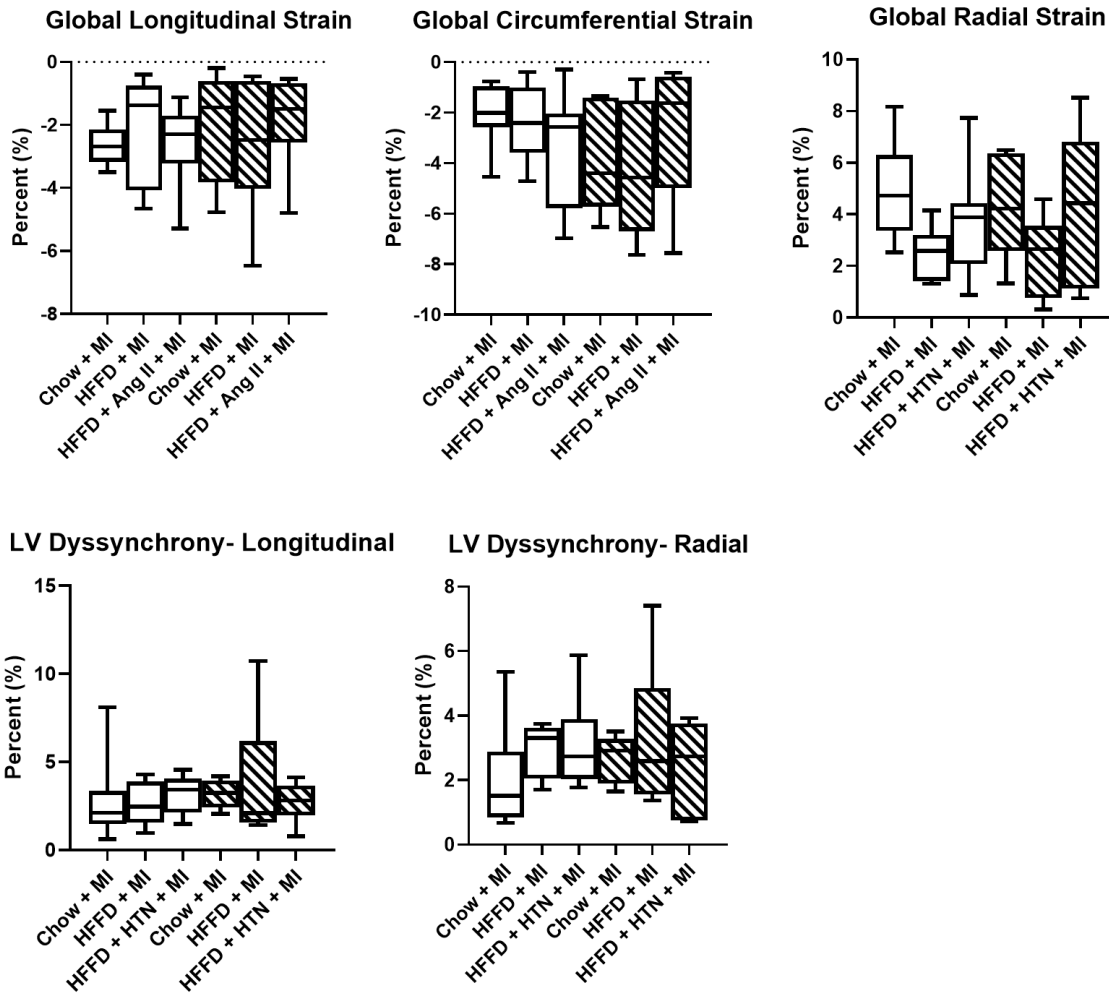 Global Longitudinal Strain
Percent (%)
0
-2
-4
-6
-8
Chow + MI
HFFD + MI
HFFD + Ang II + MI
Chow + MI
HFFD + MI
HFFD + Ang II + MI
Global Circumferential Strain
Percent (%)
0
-2
-4
-6
-8
-10
Chow + MI
HFFD + MI
HFFD + Ang II + MI
Chow + MI
HFFD + MI
HFFD + Ang II + MI
Global Radial Strain
Percent (%)
10
8
6
4
2
0
Chow + MI
HFFD + MI
HFFD + HTN + MI
Chow + MI
HFFD + MI
HFFD + HTN + MI
LV Dyssynchrony- Longitudinal
Percent (%)
15
10
5
0
Chow + MI
HFFD + MI
HFFD + HTN + MI
Chow + MI
HFFD + MI
HFFD + HTN + MI
LV Dyssynchrony- Radial
Percent (%)
8
6
4
2
0
Chow + MI
HFFD + MI
HFFD + HTN + MI
Chow + MI
HFFD + MI
HFFD + HTN + MI